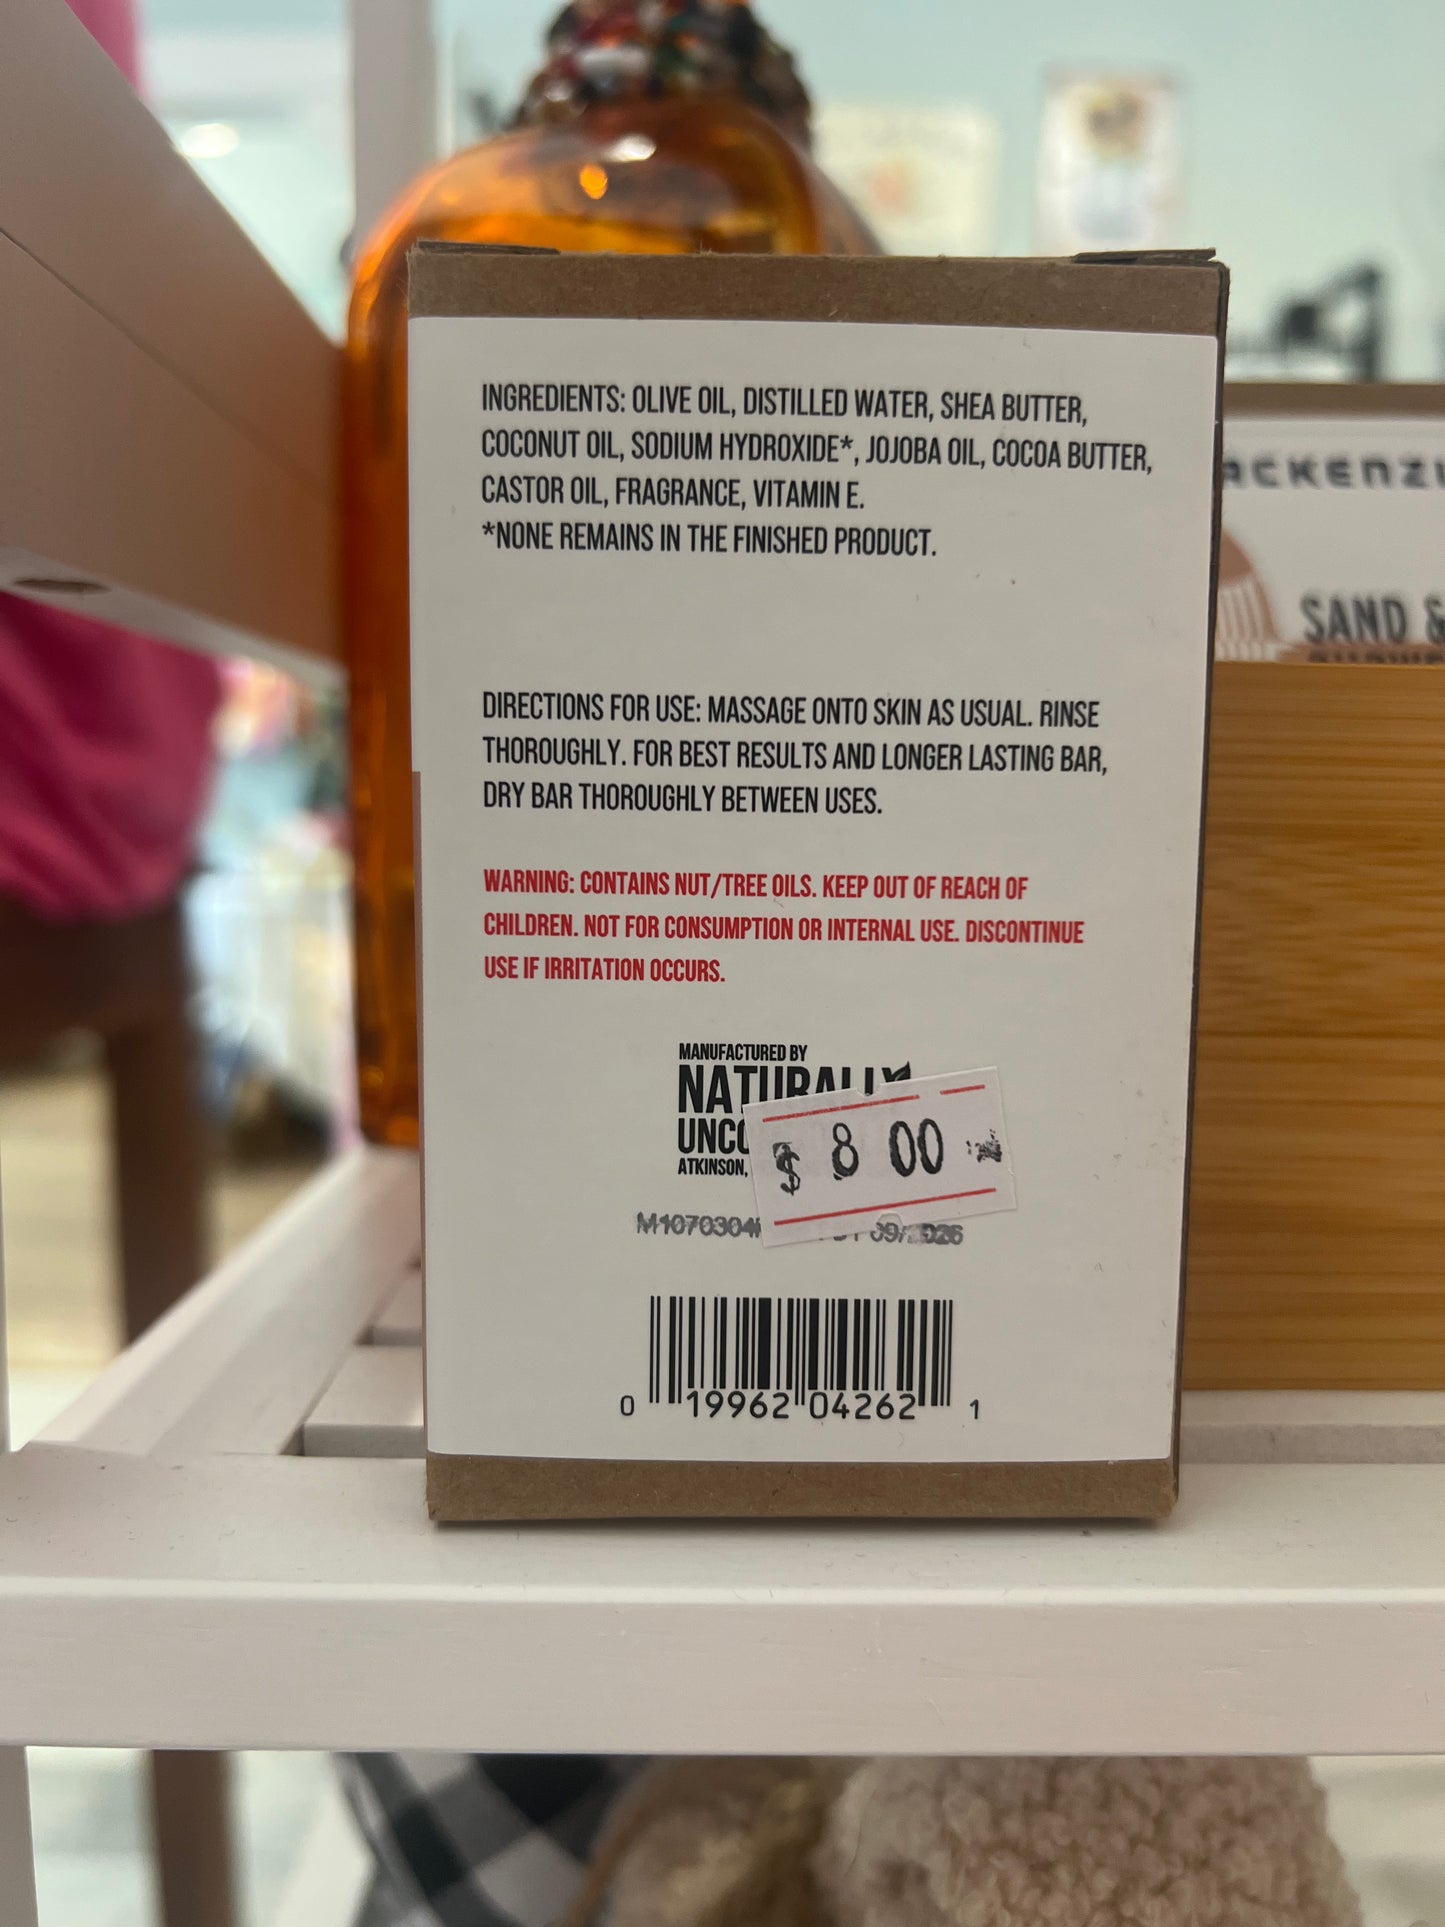 INGREDIENTS: OLIVE OIL, DISTILLED WATER, SHEA BUTTER,
COCONUT OIL, SODIUM HYDROXIDE*, JOJOBA OIL, COCOA BUTTER,
CASTOR OIL, FRAGRANCE, VITAMIN E.
*NONE REMAINS IN THE FINISHED PRODUCT.
DIRECTIONS FOR USE: MASSAGE ONTO SKIN AS USUAL. RINSE
THOROUGHLY. FOR BEST RESULTS AND LONGER LASTING BAR,
DRY BAR THOROUGHLY BETWEEN USES.
WARNING: CONTAINS NUT/TREE OILS. KEEP OUT OF REACH OF
CHILDREN. NOT FOR CONSUMPTION OR INTERNAL USE. DISCONTINUE
USE IF IRRITATION OCCURS.
MANUFACTURED BY
NATURALLY
ATKINSON,
$ 8 00
0 19962 04262 1
SAND &